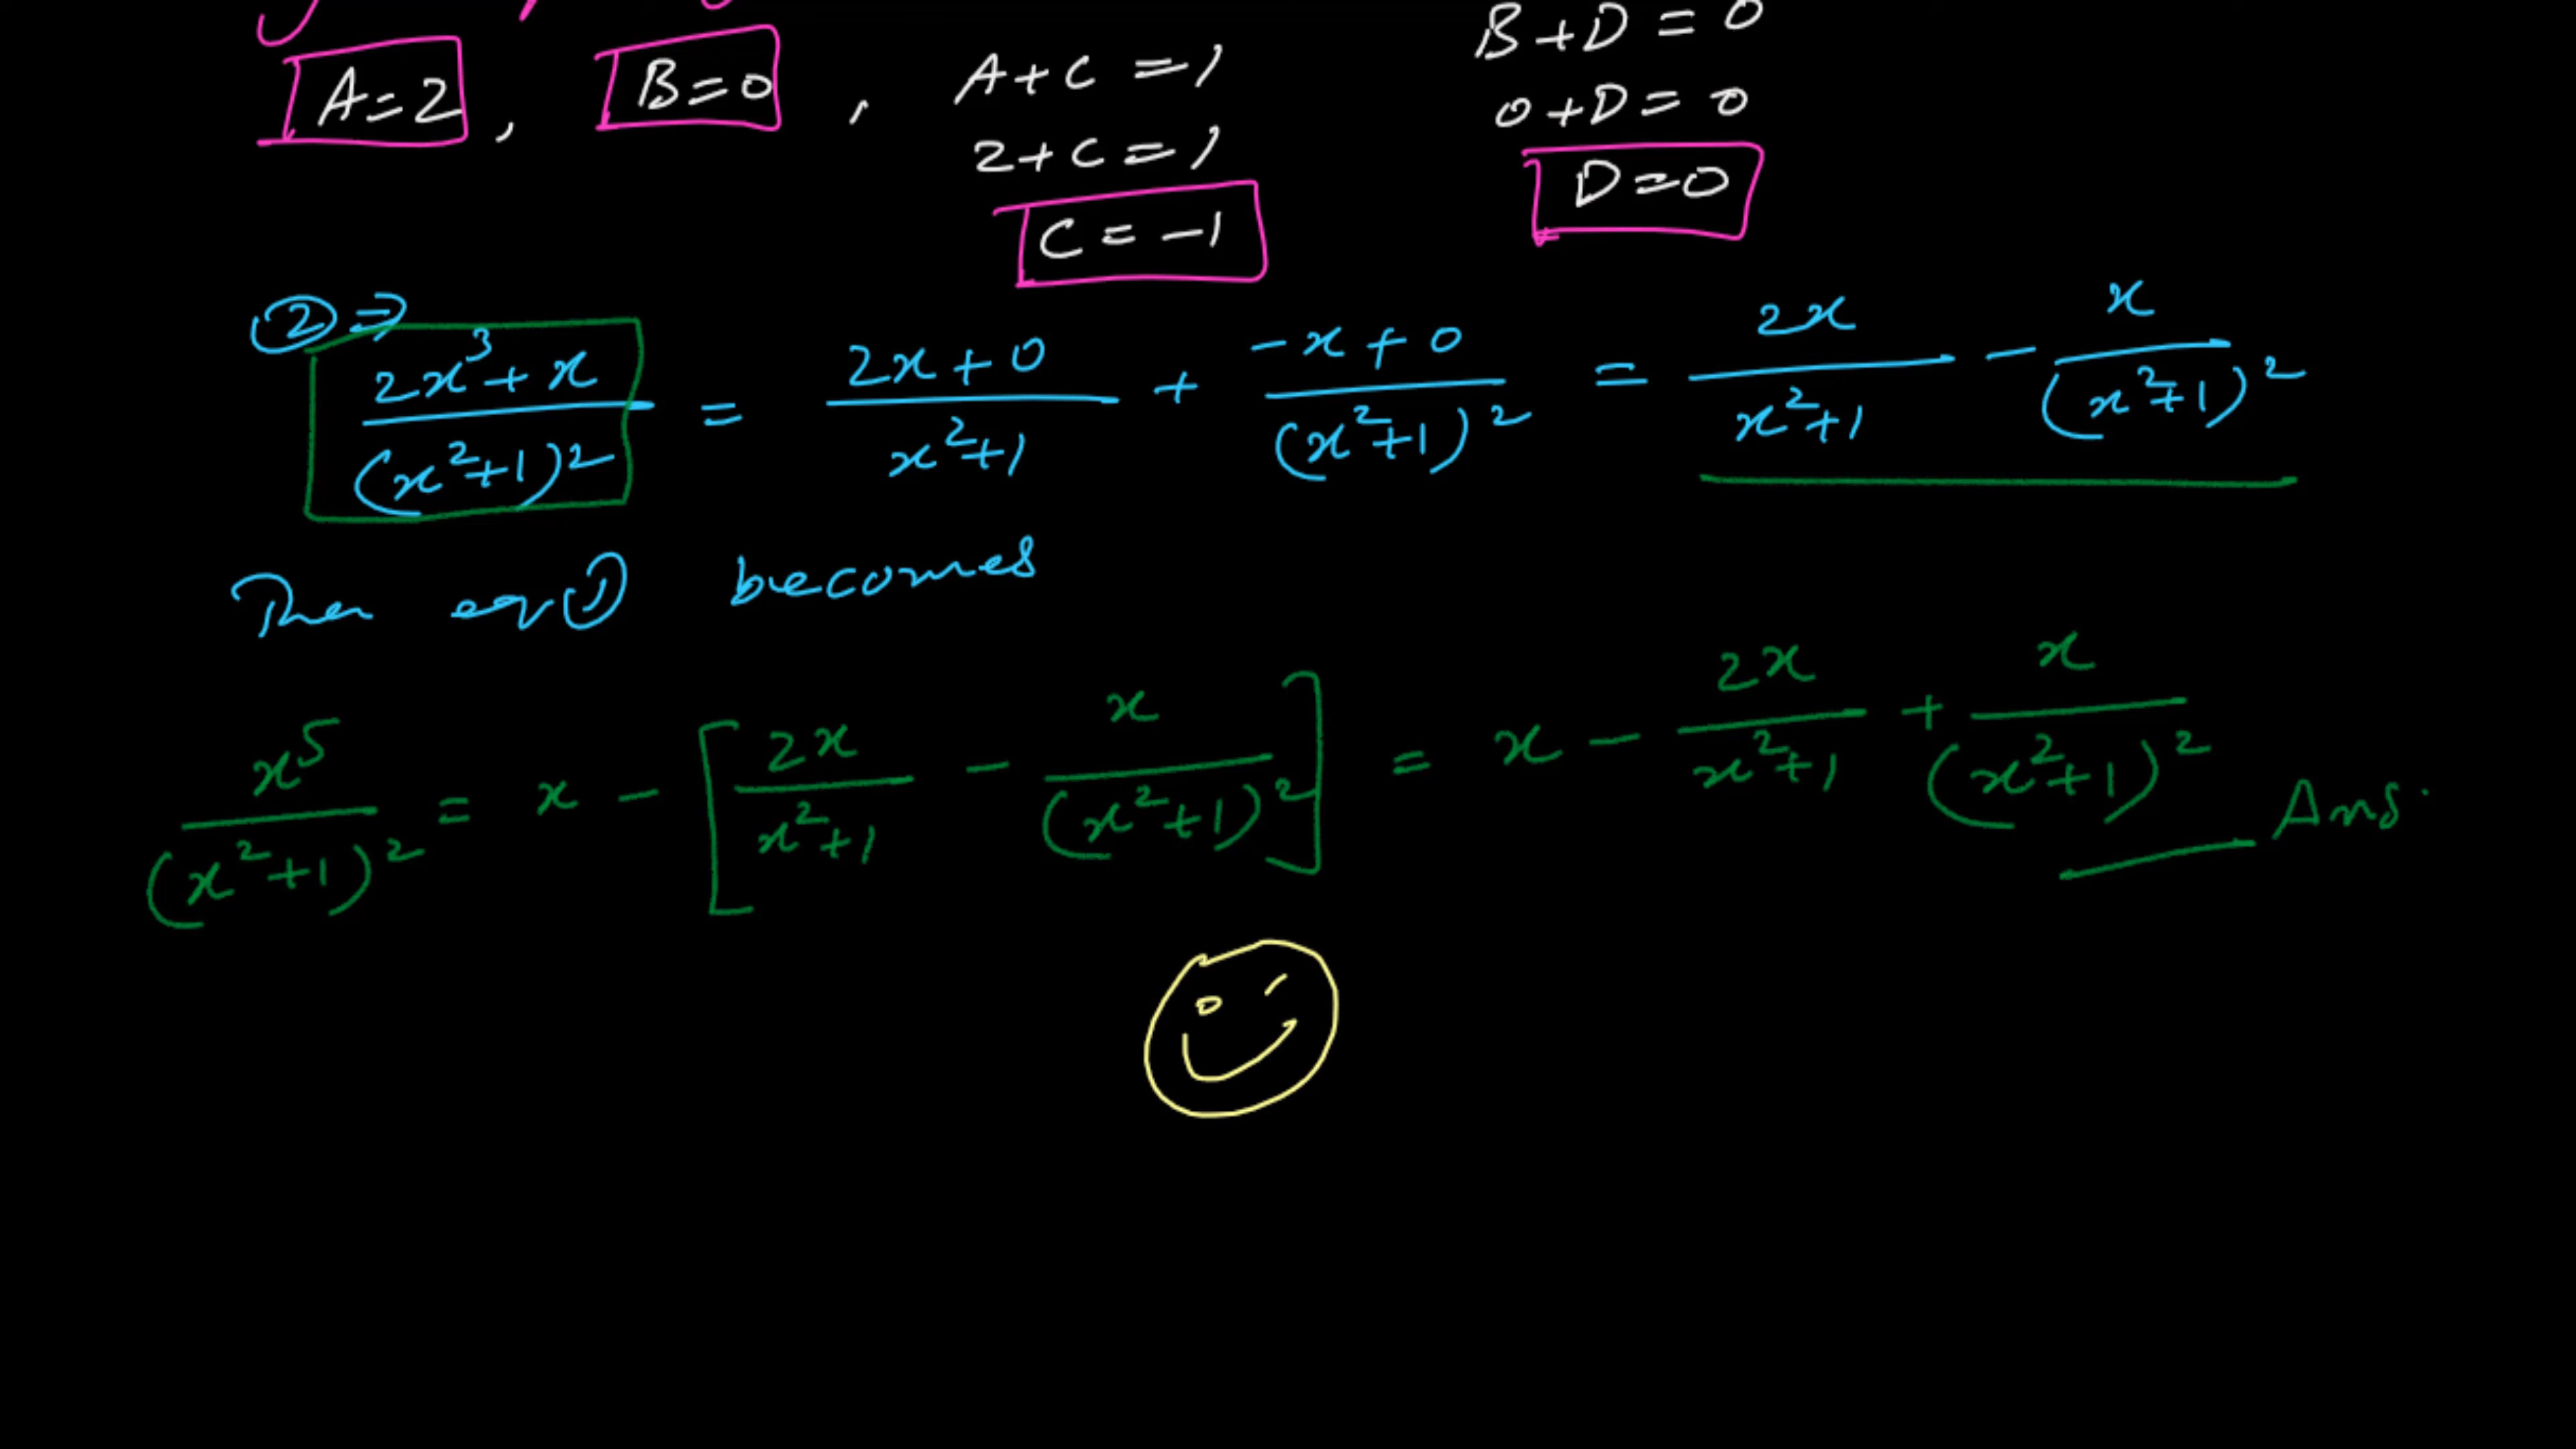 A=2 , B=0 , A+C=1 B+D=0
2+C=1 0+D=0
C=-1 D=0
② ⇒
(2x³+x)/(x²+1)² = (2x+0)/(x²+1) + (-x+0)/(x²+1)² = 2x/(x²+1) - x/(x²+1)²
Then eq ① becomes
x⁵/(x²+1)² = x - [2x/(x²+1) - x/(x²+1)²] = x - 2x/(x²+1) + x/(x²+1)² Ans.